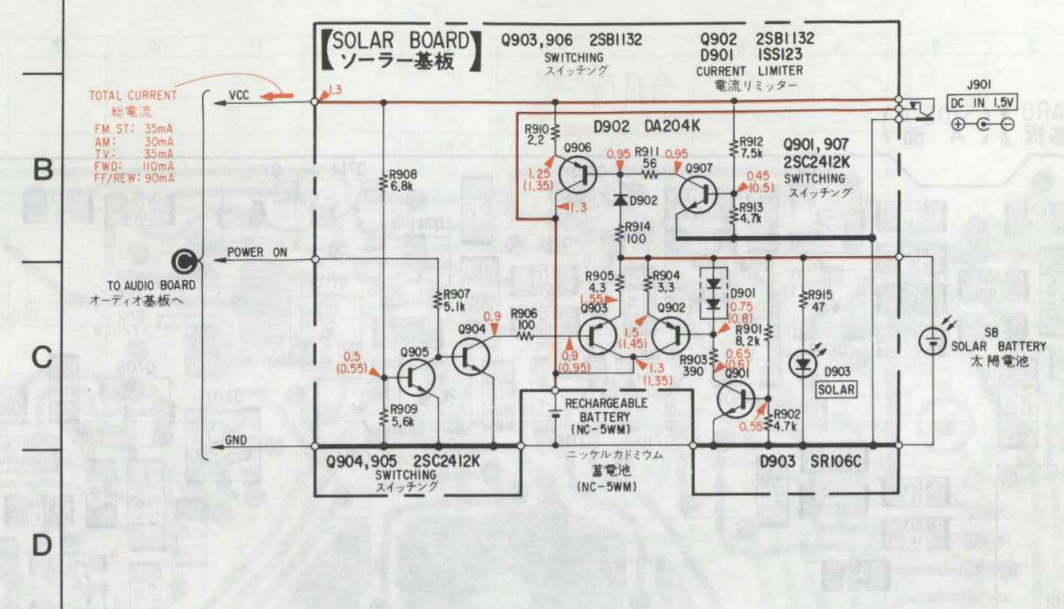 【SOLAR BOARD】
ソーラー基板
Q903,906 2SB1132
SWITCHING
スイッチング
Q902 2SB1132
D901 1SS123
CURRENT LIMITER
電流リミッター
TOTAL CURRENT
総電流
FM ST: 35mA
AM: 30mA
TV: 35mA
FWD: 110mA
FF/REW: 90mA
VCC
1.3
J901
DC IN 1,5V
B
R908
6,8k
R910
2,2
Q906
1.25
(1,35)
1.3
D902 DA204K
0.95
R911
56
0.95
Q907
R912
7,5k
0.45
(0.5)
R913
4,7k
Q901,907
2SC2412K
SWITCHING
スイッチング
D902
R914
100
POWER ON
TO AUDIO BOARD
オーディオ基板へ
C
R907
5.1k
Q904
0.9
R906
100
Q905
0.5
(0.55)
R909
5,6k
R905
4.3
1.55
Q903
0.9
(0.95)
R904
3,3
Q902
1.5
(1.45)
1.3
(1,35)
D901
0.75
(0.8)
R901
8,2k
R903
390
0.65
(0.6)
Q901
0.55
R902
4.7k
R915
47
D903
SOLAR
SB
SOLAR BATTERY
太陽電池
RECHARGEABLE
BATTERY
(NC-5WM)
ニッケルカドミウム
蓄電池
(NC-5WM)
GND
Q904,905 2SC2412K
SWITCHING
スイッチング
D903 SR106C
D